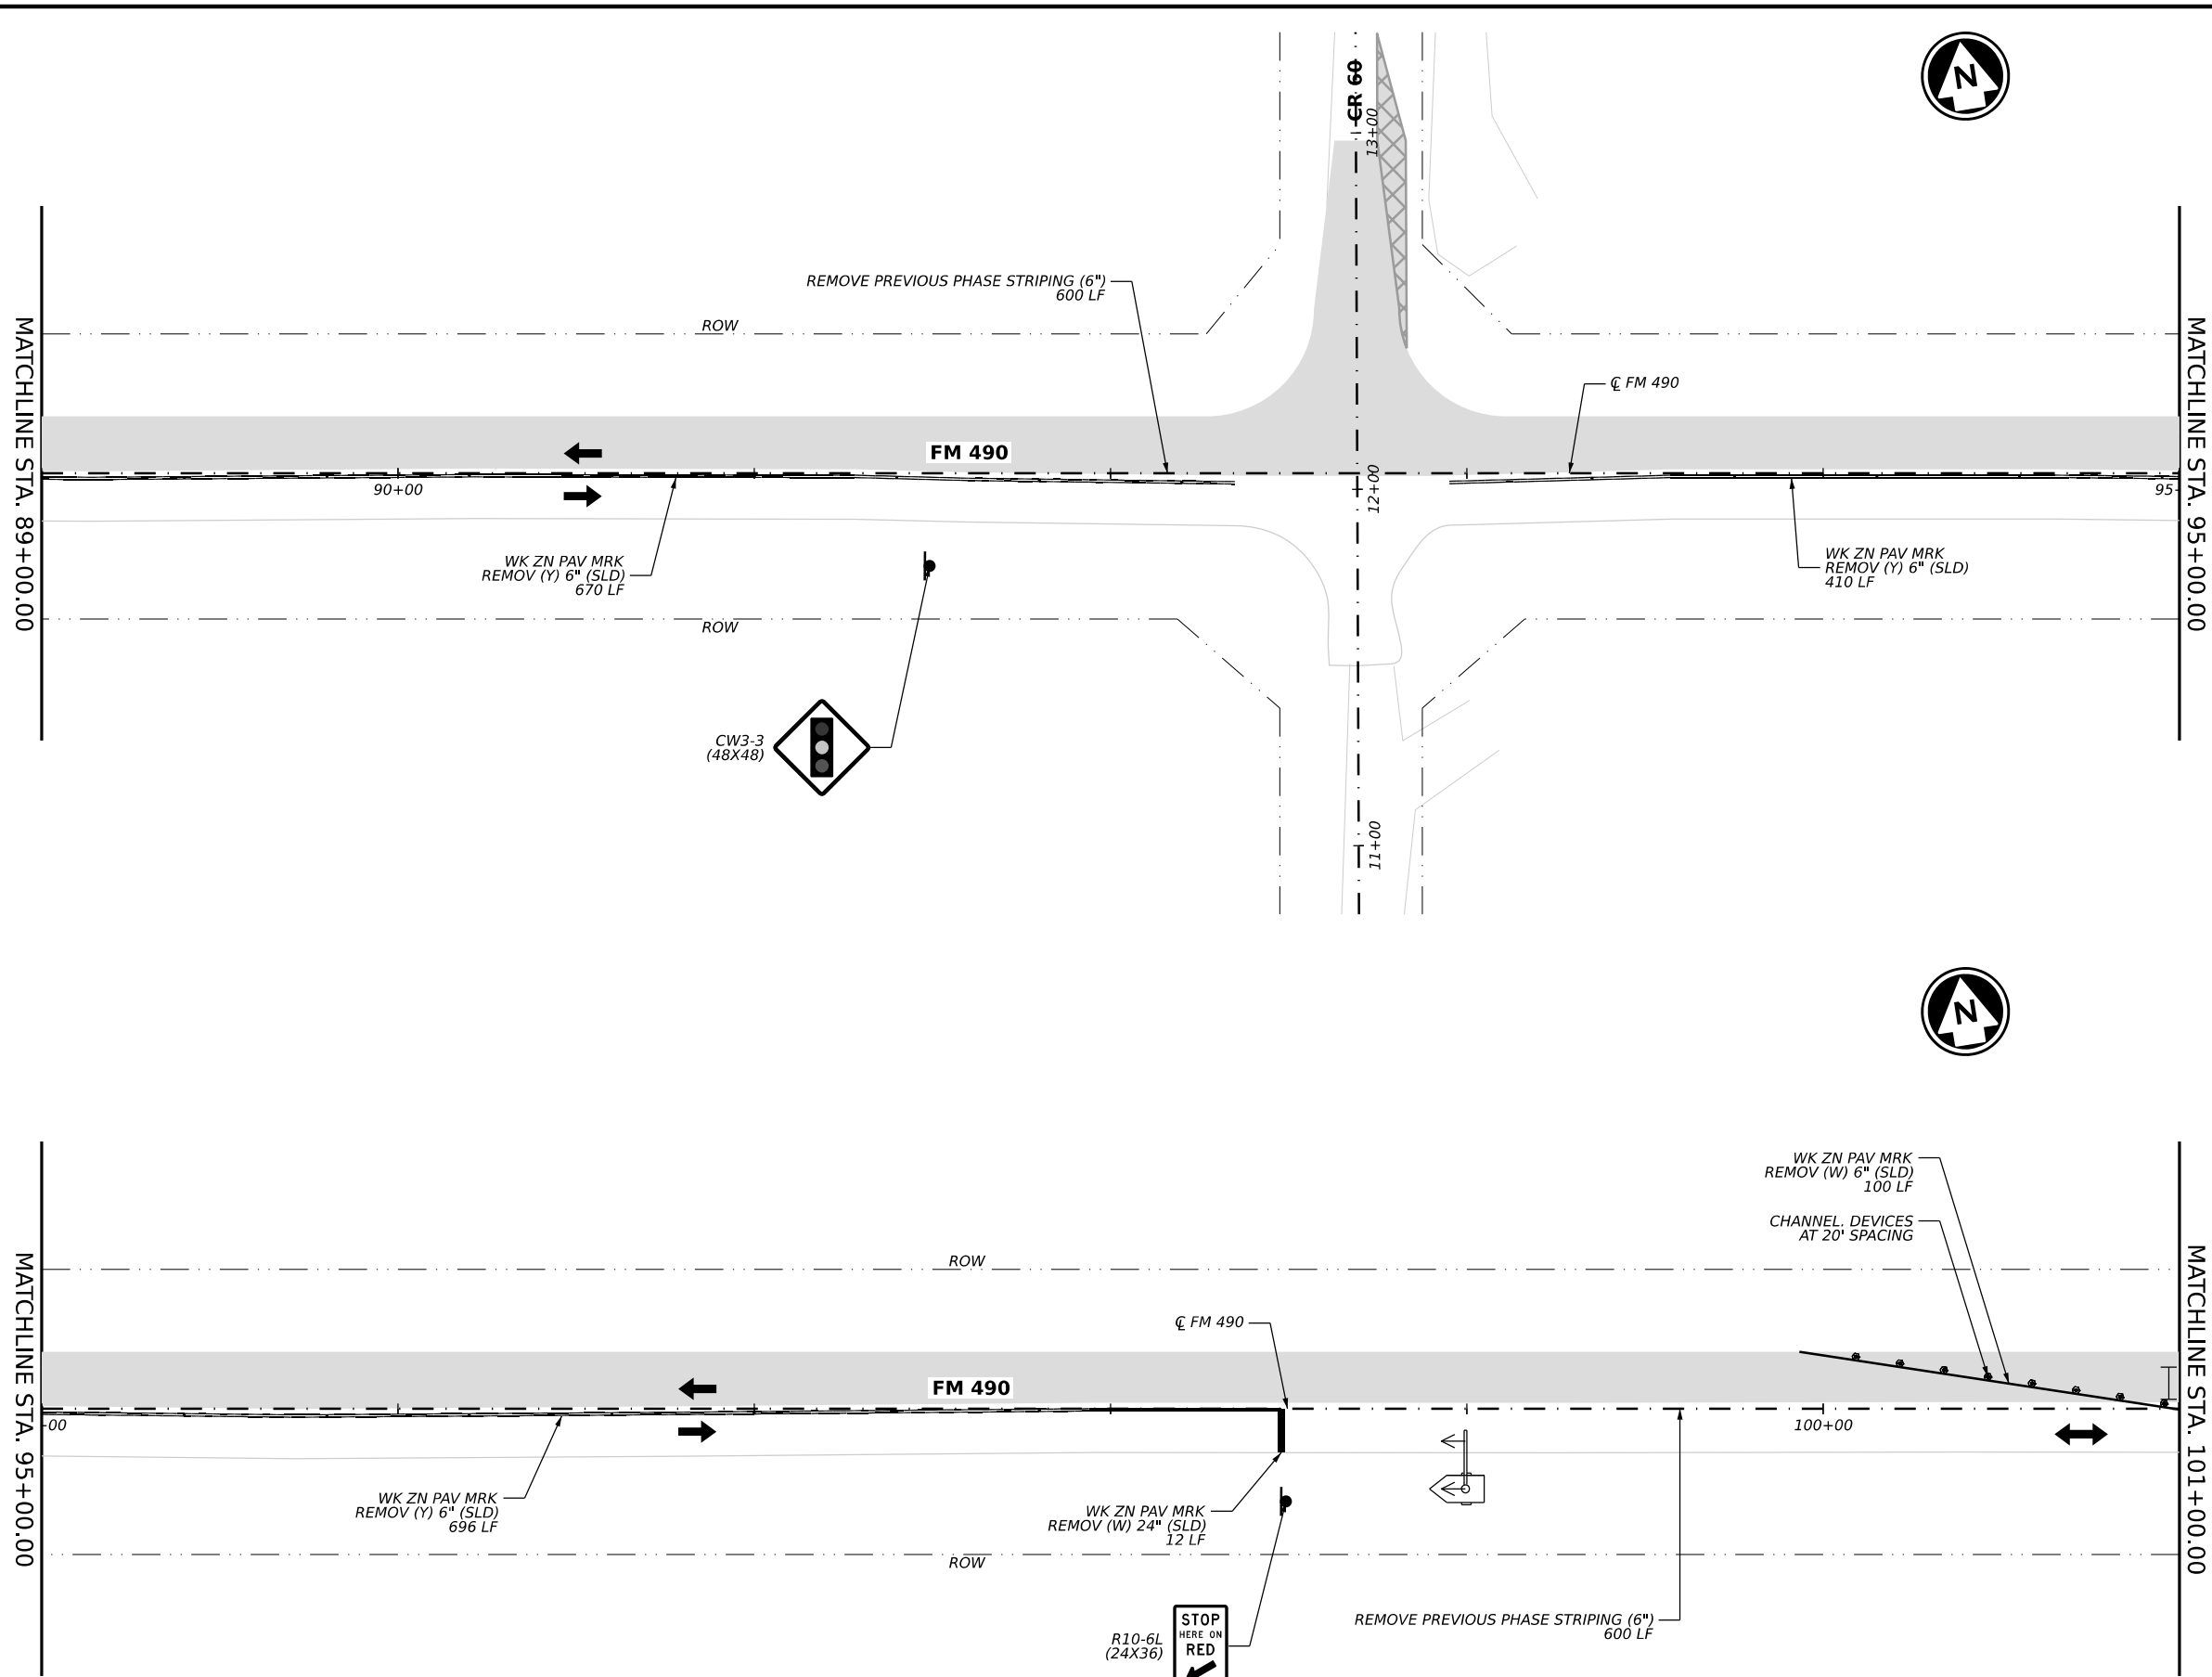 N
CR 60
13+00
REMOVE PREVIOUS PHASE STRIPING (6")
600 LF
ROW
℄ FM 490
MATCHLINE STA. 89+00.00
MATCHLINE STA. 95+00.00
FM 490
90+00
12+00
95
WK ZN PAV MRK
REMOV (Y) 6" (SLD)
670 LF
WK ZN PAV MRK
REMOV (Y) 6" (SLD)
410 LF
ROW
CW3-3
(48X48)
11+00
N
WK ZN PAV MRK
REMOV (W) 6" (SLD)
100 LF
CHANNEL. DEVICES
AT 20' SPACING
ROW
℄ FM 490
MATCHLINE STA. 95+00.00
MATCHLINE STA. 101+00.00
FM 490
+00
100+00
WK ZN PAV MRK
REMOV (Y) 6" (SLD)
696 LF
WK ZN PAV MRK
REMOV (W) 24" (SLD)
12 LF
ROW
REMOVE PREVIOUS PHASE STRIPING (6")
600 LF
R10-6L
(24X36)
STOP
HERE ON
RED